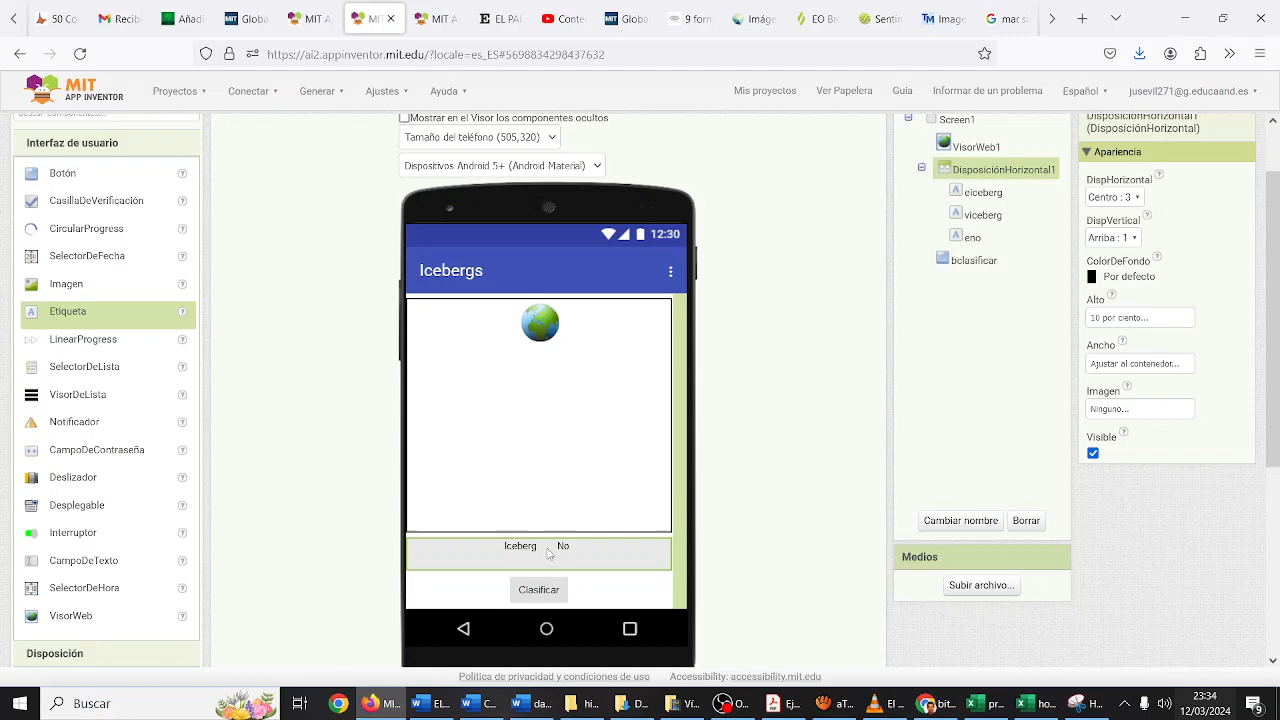 50 Co
Recib
Añad
Globa
MIT A
MIT
MIT Ap
EL PA
Conte
Globa
9 form
Imáge
EO Br
Sentin
Image
mar s
https://ai2.appinventor.mit.edu/?locale=es_ES#5698834298437632
MIT
APP INVENTOR
Proyectos
Conectar
Generar
Ajustes
Ayuda
Mis proyectos
Ver Papelera
Guía
Informar de un problema
Español
jusevil271@g.educaand.es
Interfaz de usuario
Botón
CasillaDeVerificación
CircularProgress
SelectorDeFecha
Imagen
Etiqueta
LinearProgress
SelectorDeLista
VisorDeLista
Notificador
CampoDeContraseña
Deslizador
Desplegable
Interruptor
CampoDeTexto
SelectorDeHora
VisorWeb
Disposición
Mostrar en el Visor los componentes ocultos
Tamaño del teléfono (505,320)
Dispositivos Android 5+ (Android Material)
12:30
Icebergs
Iceberg
No
Clasificar
Screen1
VisorWeb1
DisposiciónHorizontal1
eiceberg
viceberg
eno
bclasificar
Cambiar nombre
Borrar
Medios
Subir archivo...
DisposiciónHorizontal1
(DisposiciónHorizontal)
Apariencia
DispHorizontal
Centro : 3
DispVertical
Arriba : 1
ColorDeFondo
Por defecto
Alto
10 por ciento...
Ancho
Ajustar al contenedor...
Imagen
Ninguno...
Visible
Política de privacidad y condiciones de uso
Accessibility: accessibility.mit.edu
Buscar
23:34
12/03/2024